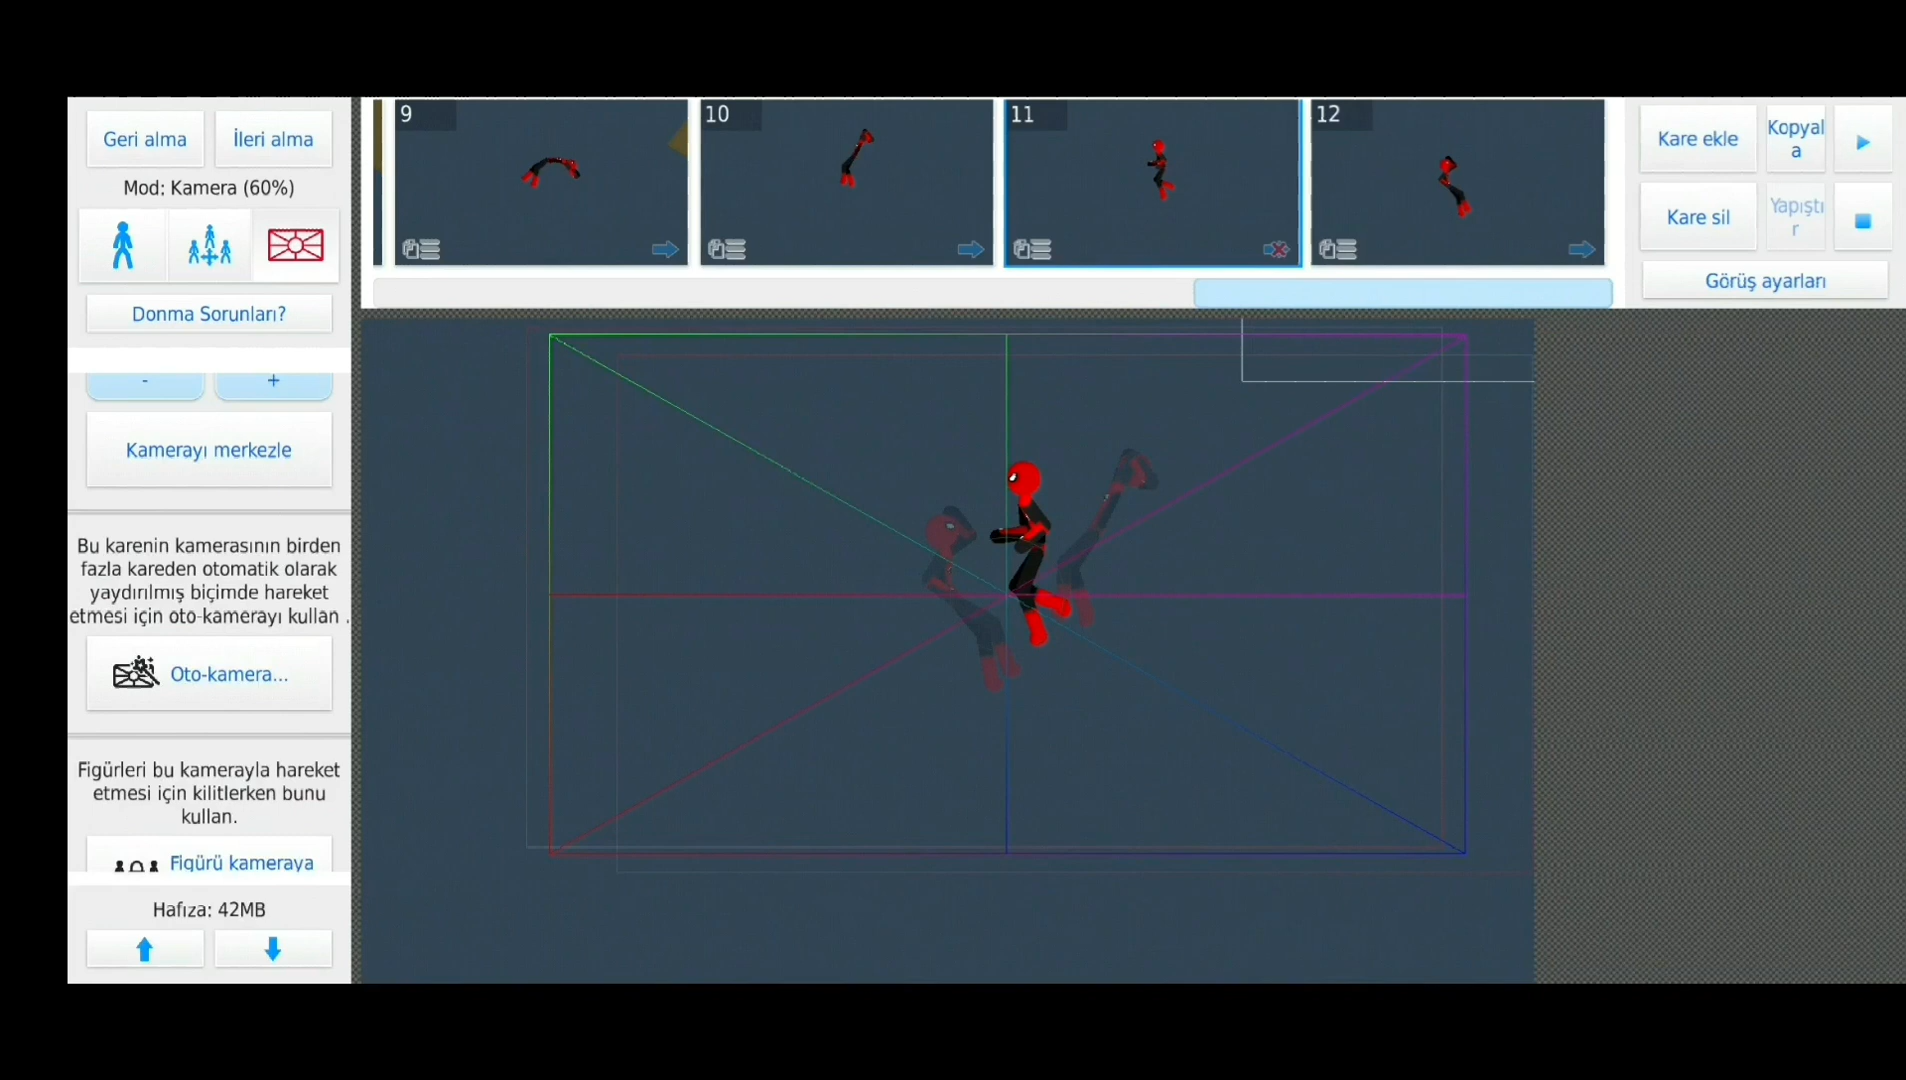 Geri alma
İleri alma
Mod: Kamera (60%)
Donma Sorunları?
-
+
Kamerayı merkezle
Bu karenin kamerasının birden
fazla kareden otomatik olarak
yaydırılmış biçimde hareket
etmesi için oto-kamerayı kullan .
Oto-kamera...
Figürleri bu kamerayla hareket
etmesi için kilitlerken bunu
kullan.
Figürü kameraya
Hafıza: 42MB
9
10
11
12
Kare ekle
Kopyal
a
Kare sil
Yapıştı
r
Görüş ayarları